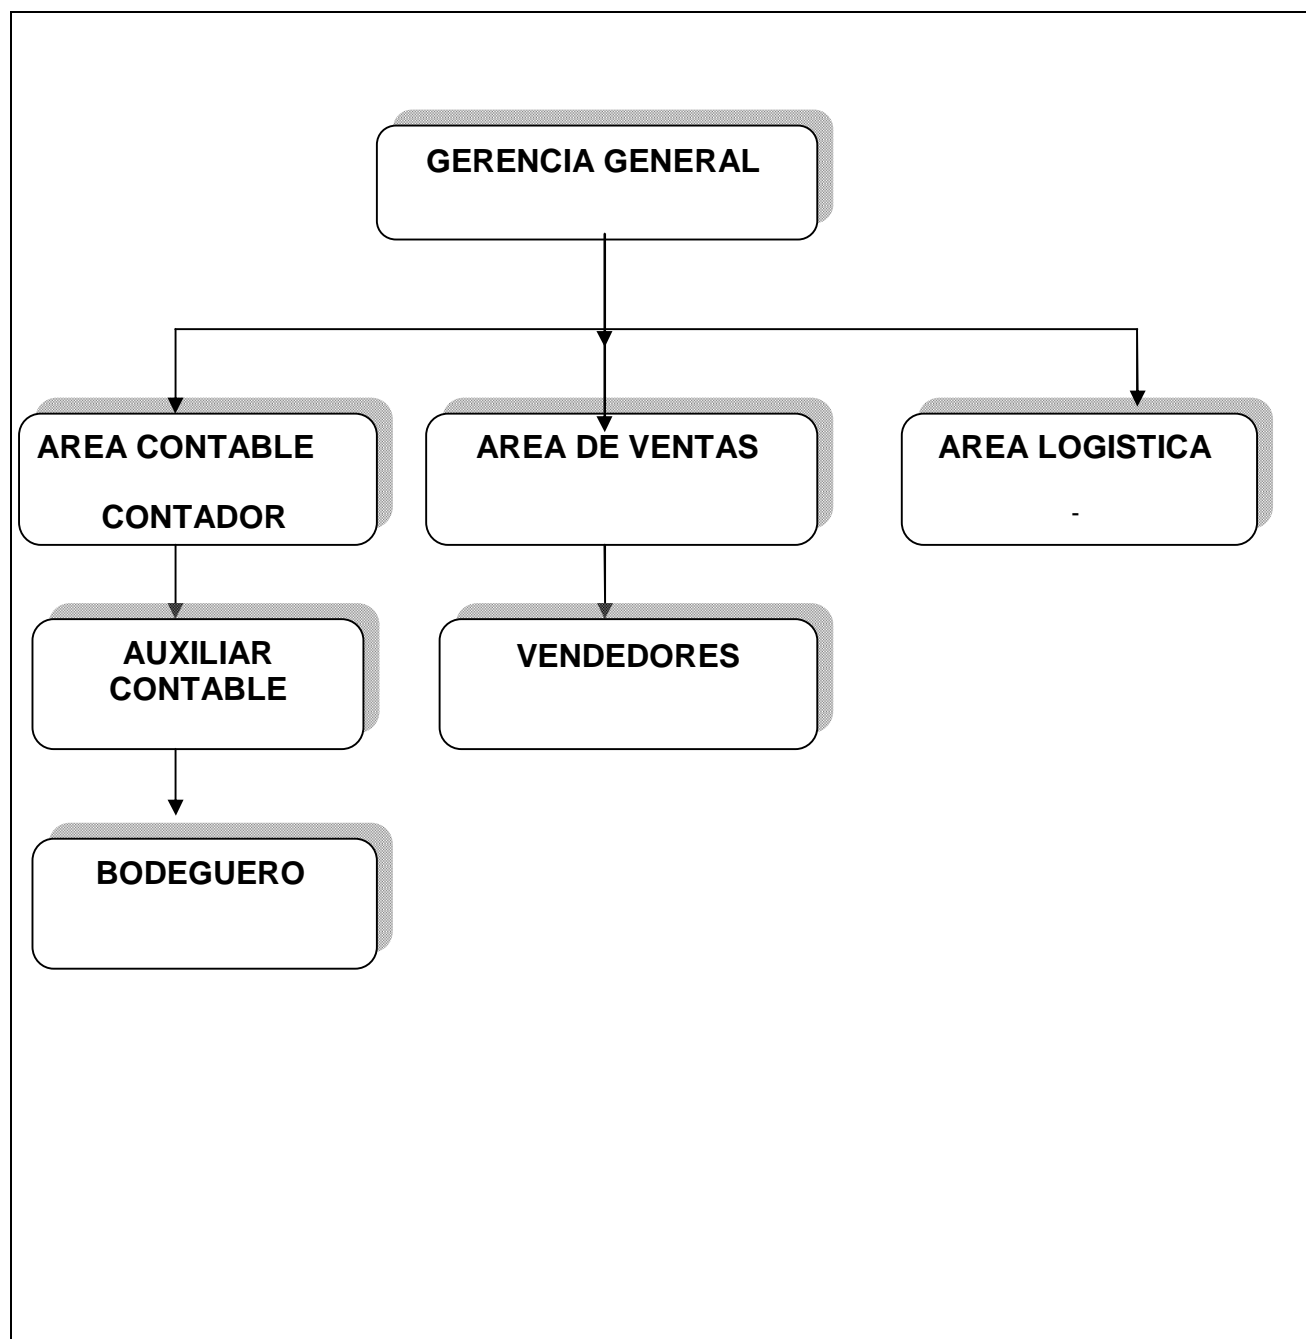 GERENCIA GENERAL
AREA CONTABLE
CONTADOR
AREA DE VENTAS
AREA LOGISTICA
-
AUXILIAR
CONTABLE
VENDEDORES
BODEGUERO